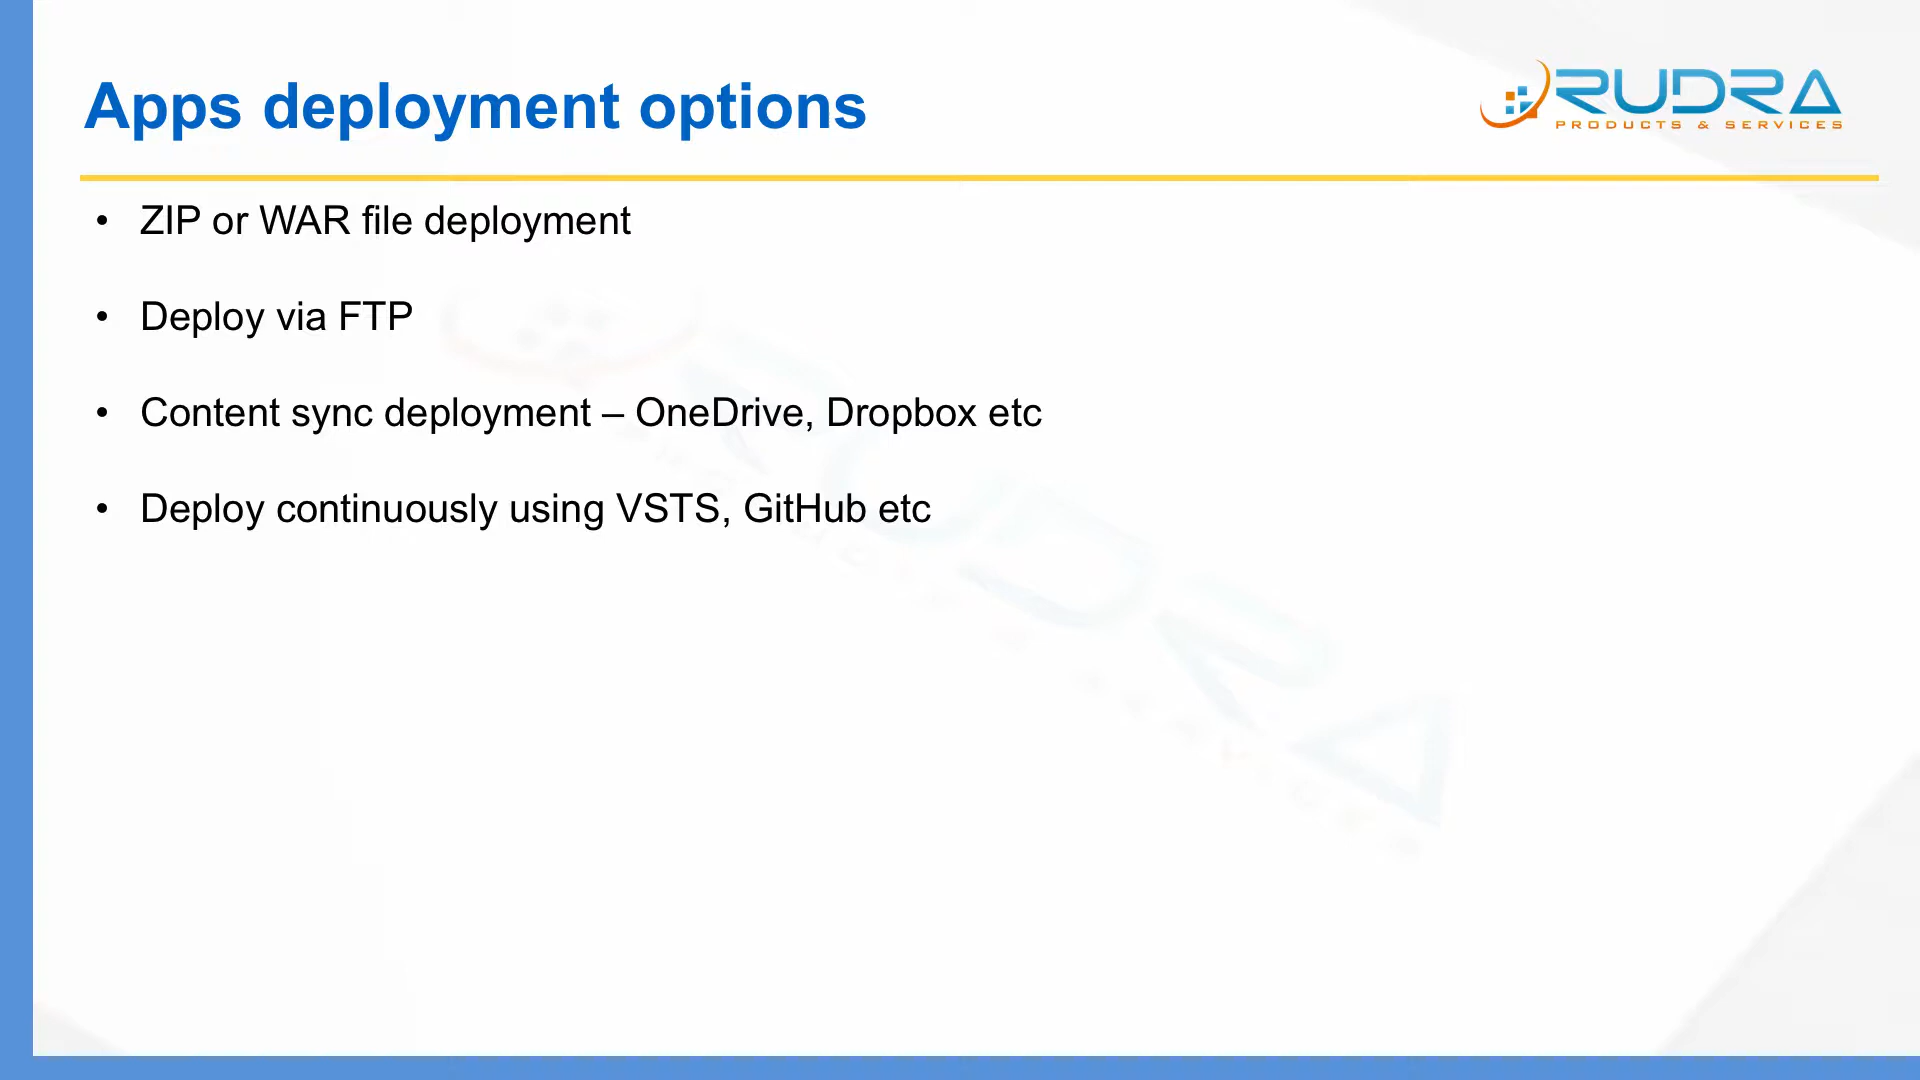 Apps deployment options
RUDRA
PRODUCTS & SERVICES
• ZIP or WAR file deployment
• Deploy via FTP
• Content sync deployment – OneDrive, Dropbox etc
• Deploy continuously using VSTS, GitHub etc
RUDRA